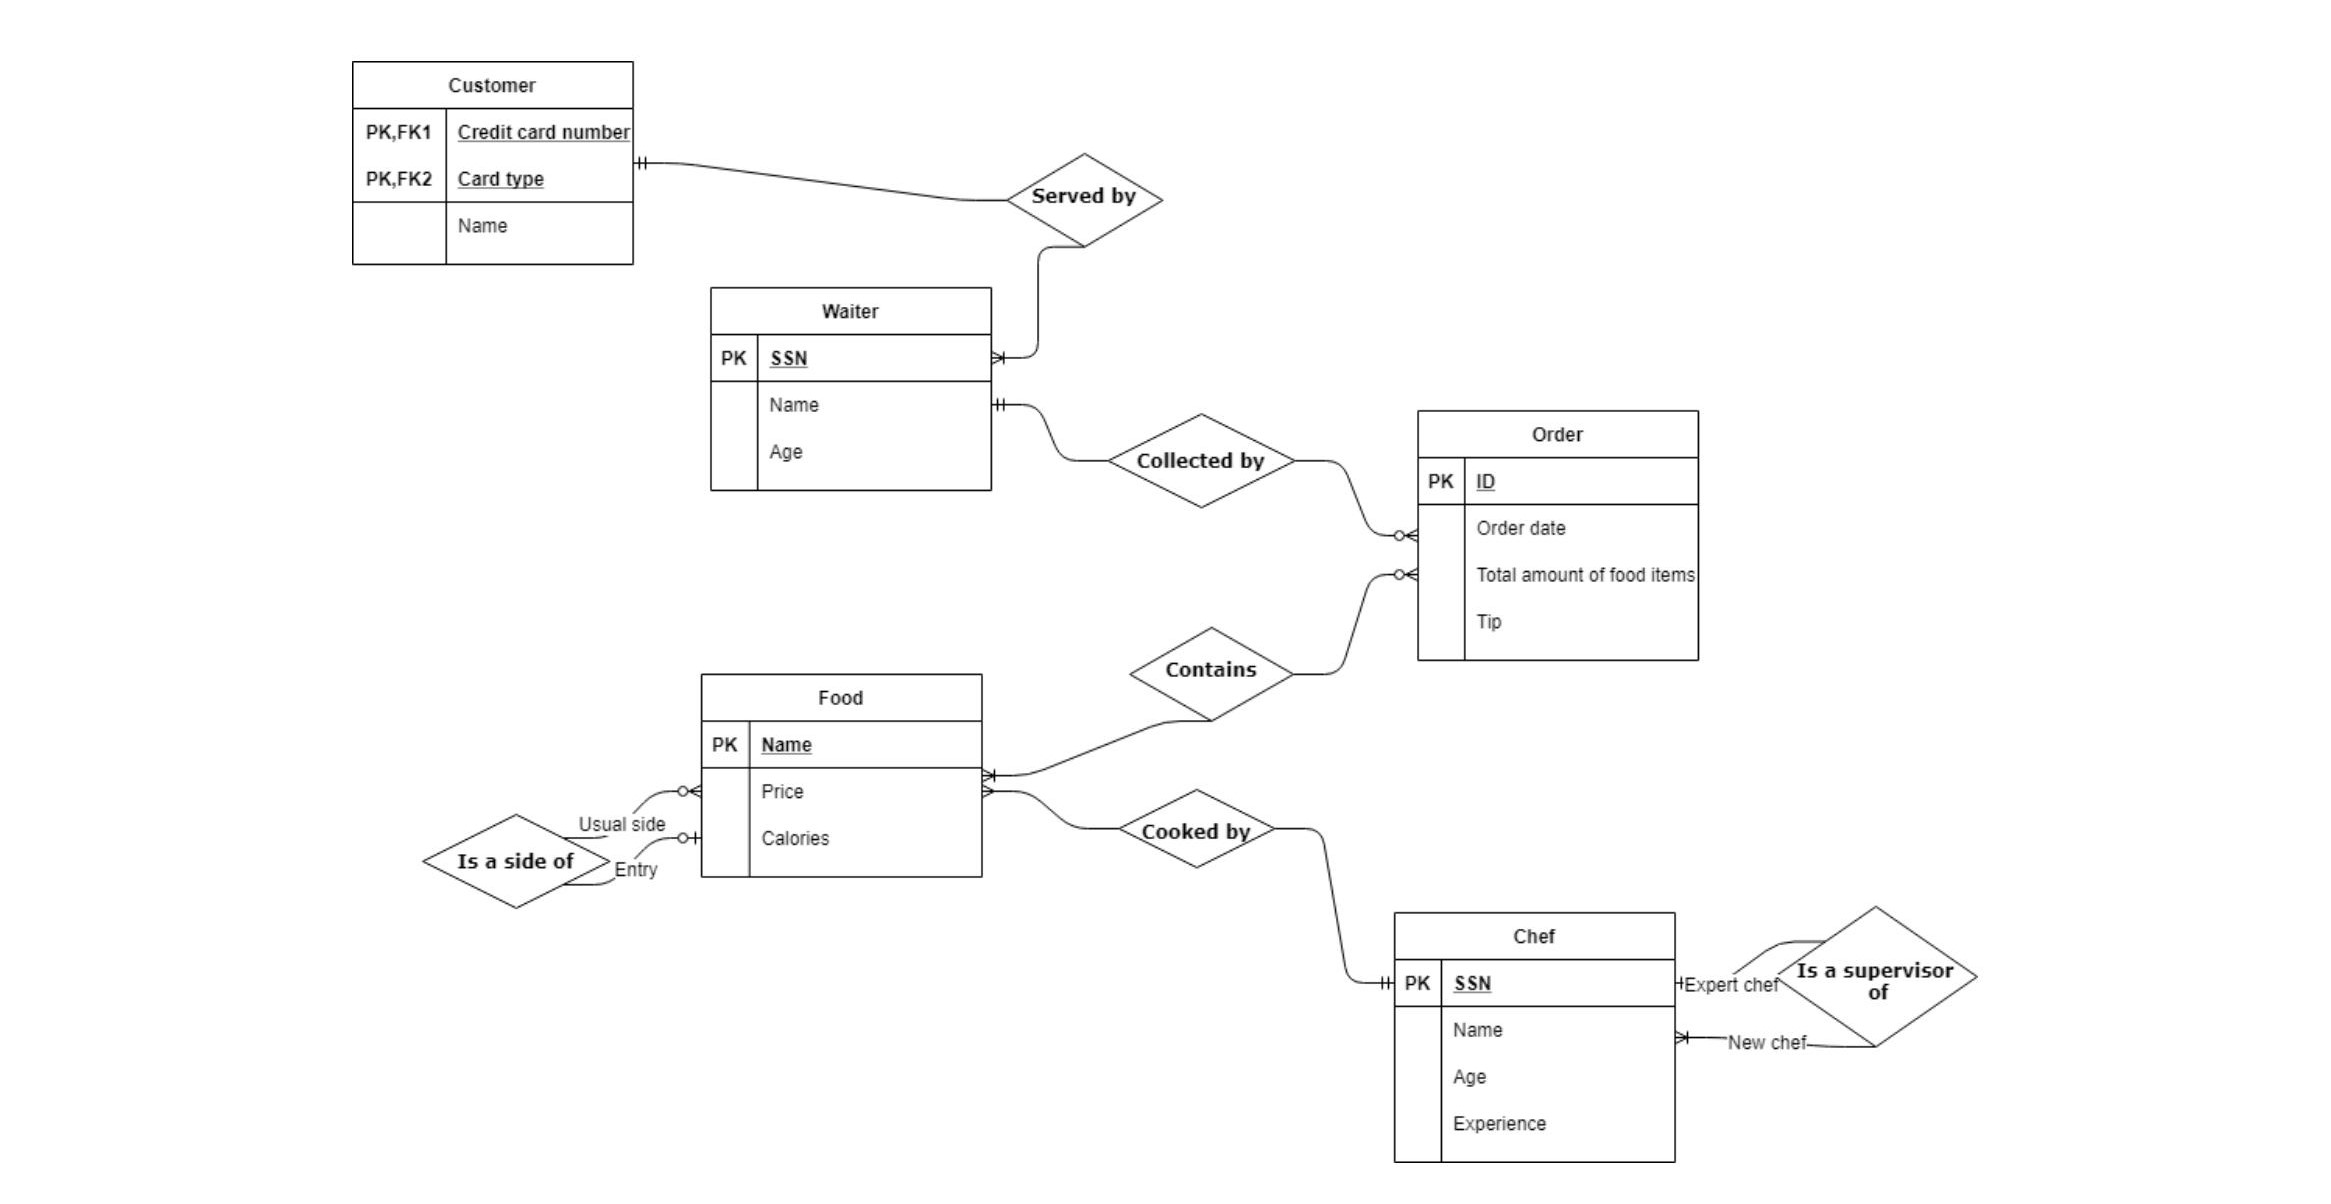 Customer
PK,FK1 Credit card number
PK,FK2 Card type
Name
Served by
Waiter
PK SSN
Name
Age
Collected by
Order
PK ID
Order date
Total amount of food items
Tip
Contains
Food
PK Name
Price
Calories
Usual side
Is a side of
Entry
Cooked by
Chef
PK SSN
Name
Age
Experience
Expert chef
Is a supervisor
of
New chef